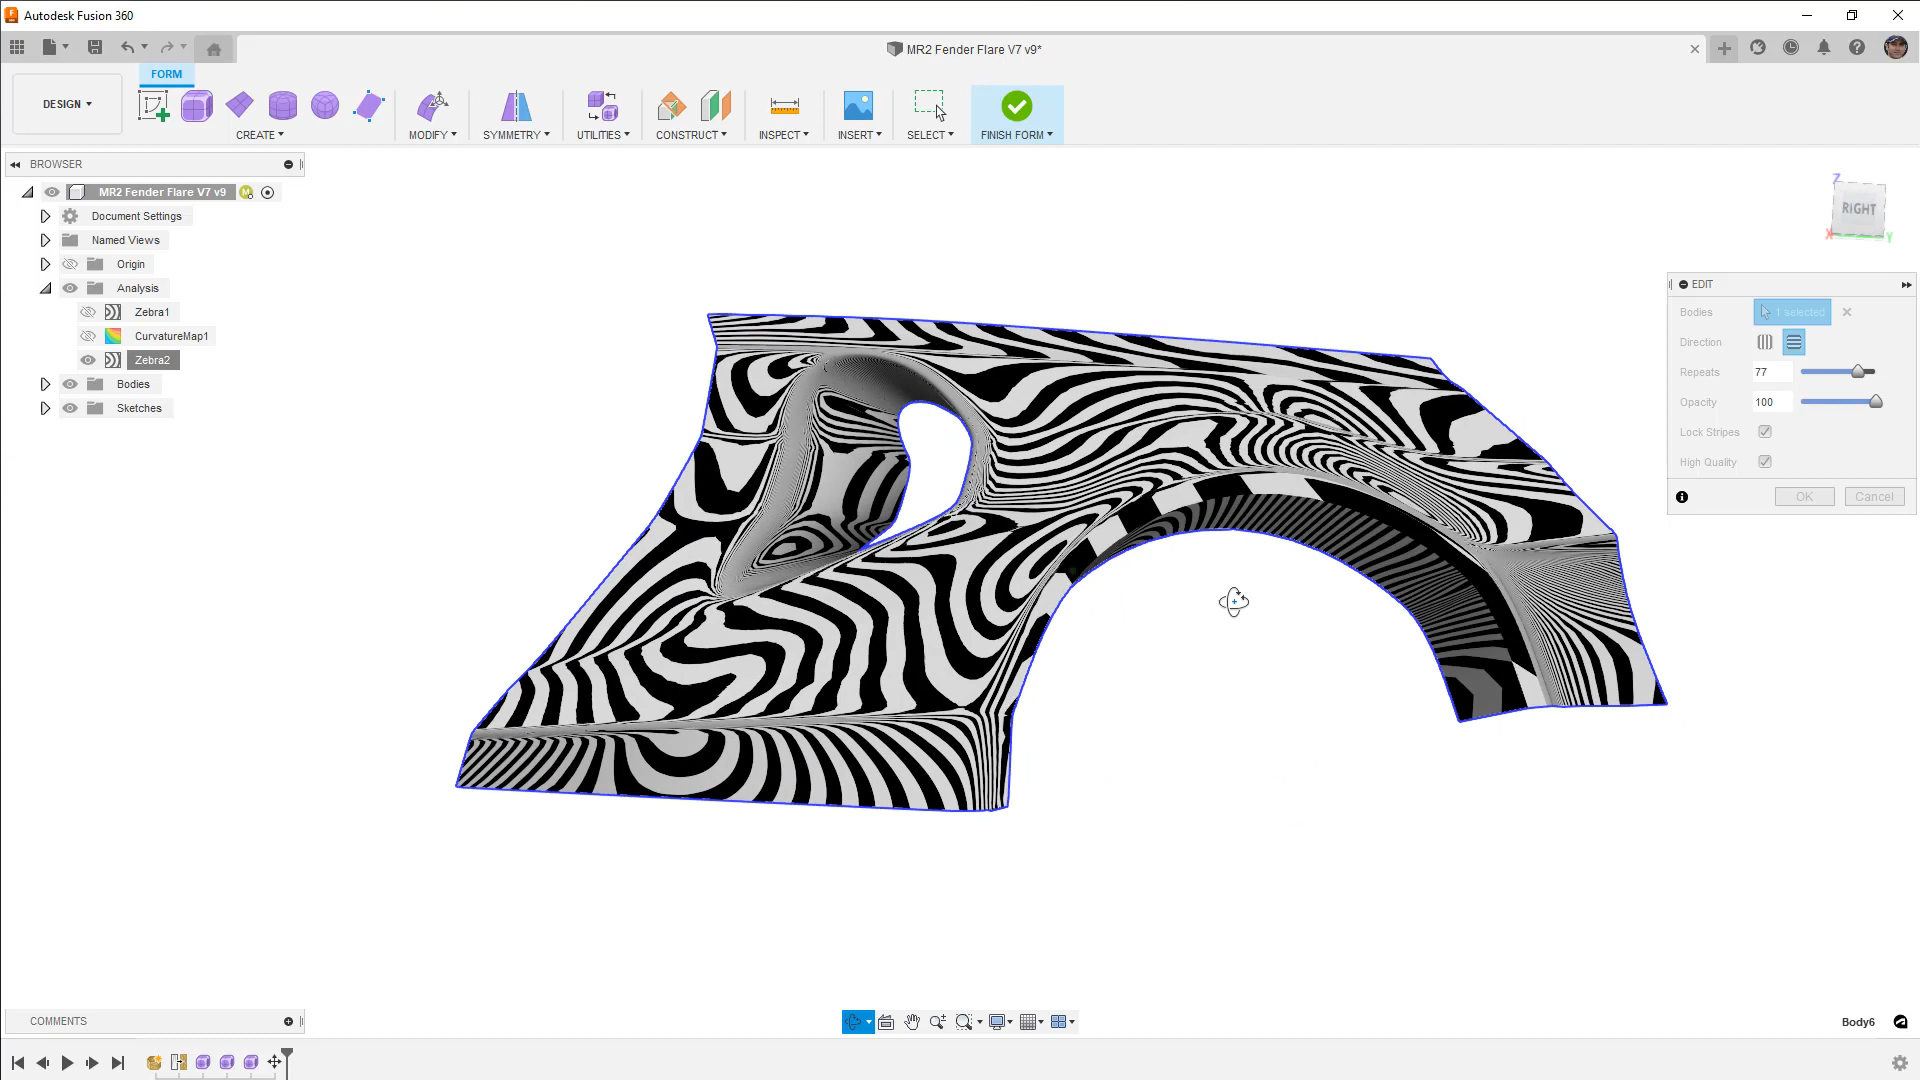 Autodesk Fusion 360
MR2 Fender Flare V7 v9*
FORM
DESIGN
CREATE
MODIFY
SYMMETRY
UTILITIES
CONSTRUCT
INSPECT
INSERT
SELECT
FINISH FORM
BROWSER
MR2 Fender Flare V7 v9
Document Settings
Named Views
Origin
Analysis
Zebra1
CurvatureMap1
Zebra2
Bodies
Sketches
Z
RIGHT
X
Y
EDIT
Bodies 1 selected
Direction
Repeats 77
Opacity 100
Lock Stripes
High Quality
OK Cancel
COMMENTS
Body6